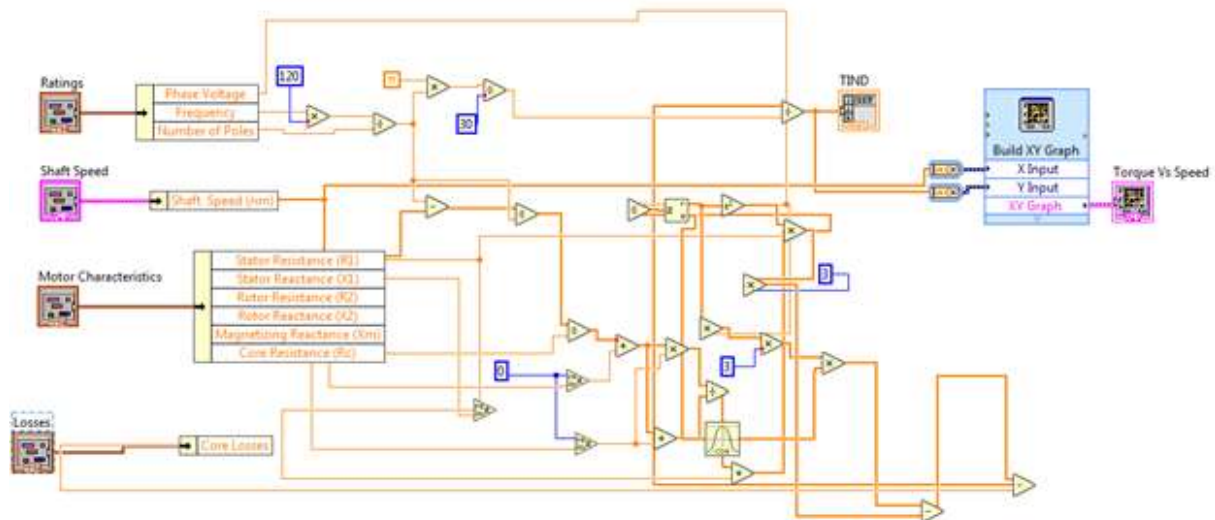 Ratings
Phase Voltage
Frequency
Number of Poles
120
π
30
TIND
Build XY Graph
X Input
Y Input
XY Graph
Torque Vs Speed
Shaft Speed
Shaft Speed (nm)
Motor Characteristics
Stator Resistance (R1)
Stator Reactance (X1)
Rotor Resistance (R2)
Rotor Reactance (X2)
Magnetizing Reactance (Xm)
Core Resistance (Rc)
3
3
0
Losses
Core Losses